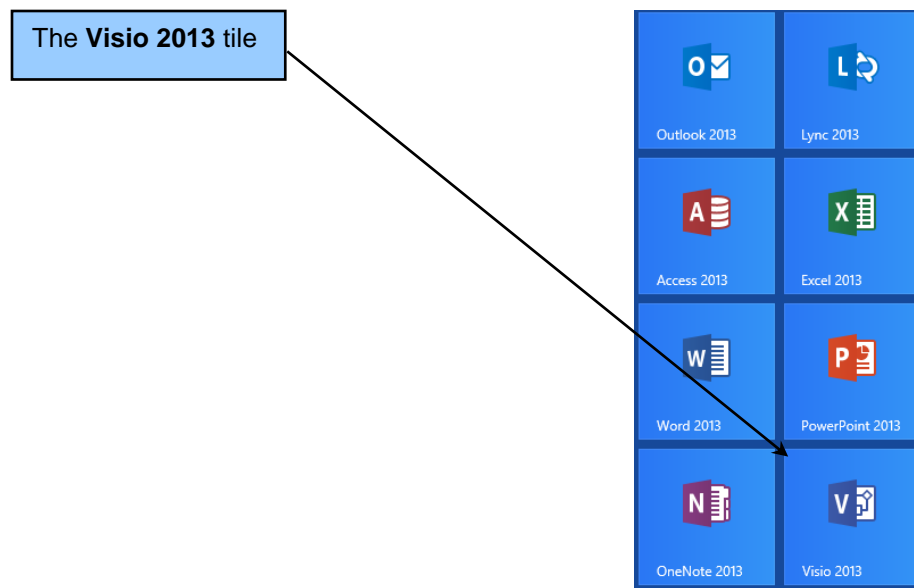 The Visio 2013 tile
Outlook 2013
Lync 2013
Access 2013
Excel 2013
Word 2013
PowerPoint 2013
OneNote 2013
Visio 2013